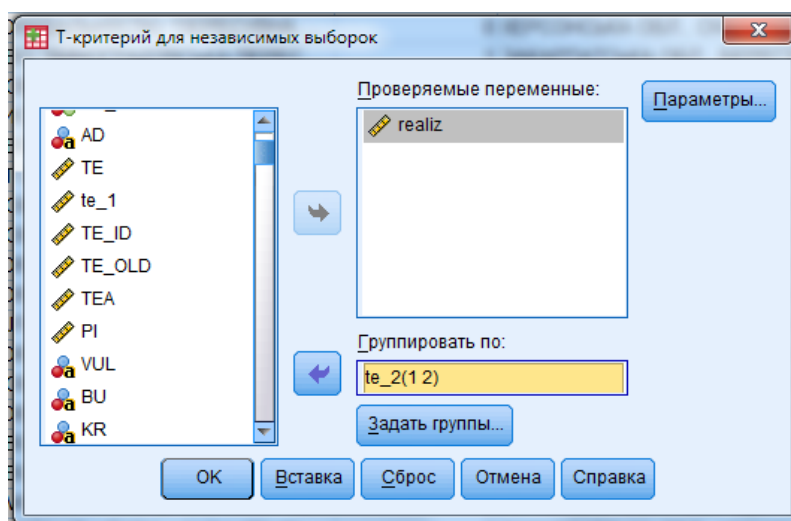 Т-критерий для независимых выборок
Проверяемые переменные:
Параметры...
AD
TE
te_1
TE_ID
TE_OLD
TEA
PI
VUL
BU
KR
realiz
Группировать по:
te_2(1 2)
Задать группы...
OK
Вставка
Сброс
Отмена
Справка